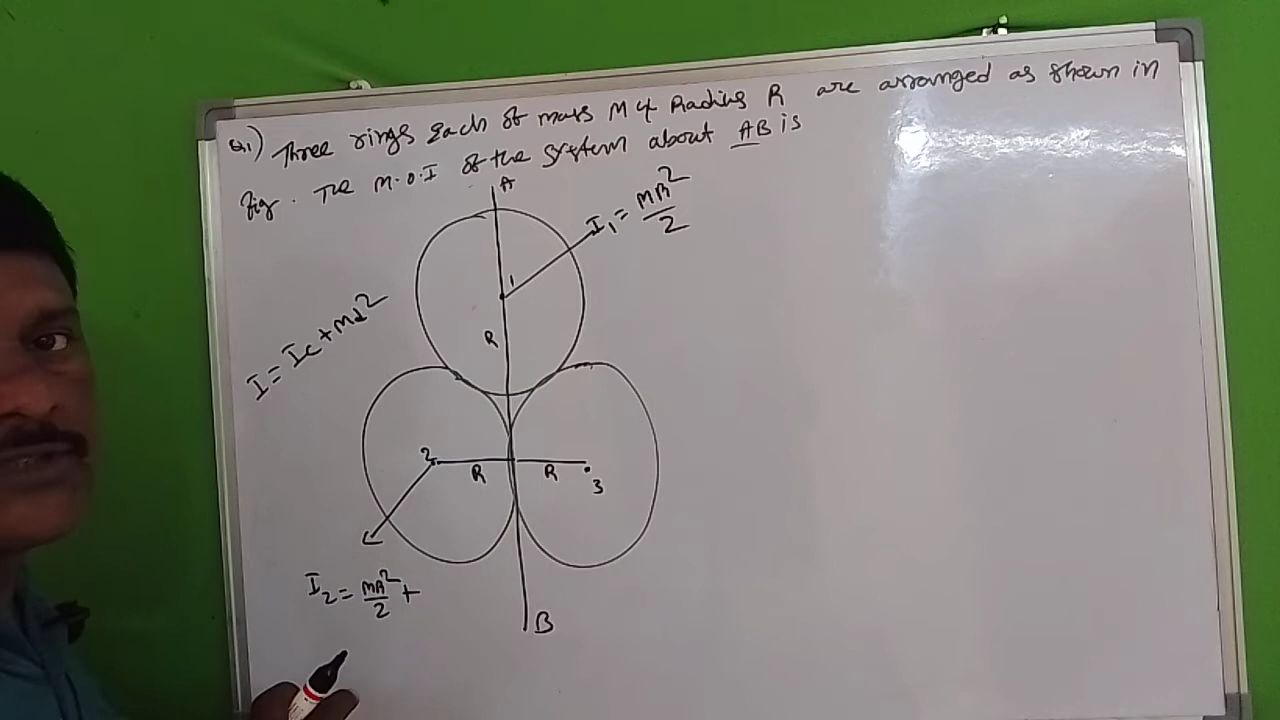 Q1) Three rings each of mass M & Radius R are arranged as shown in
fig. The M.O.I of the system about AB is
A
I₁ = MR²/2
1
R
I = Ic + Md²
2
R
R
3
I₂ = MR²/2 +
B